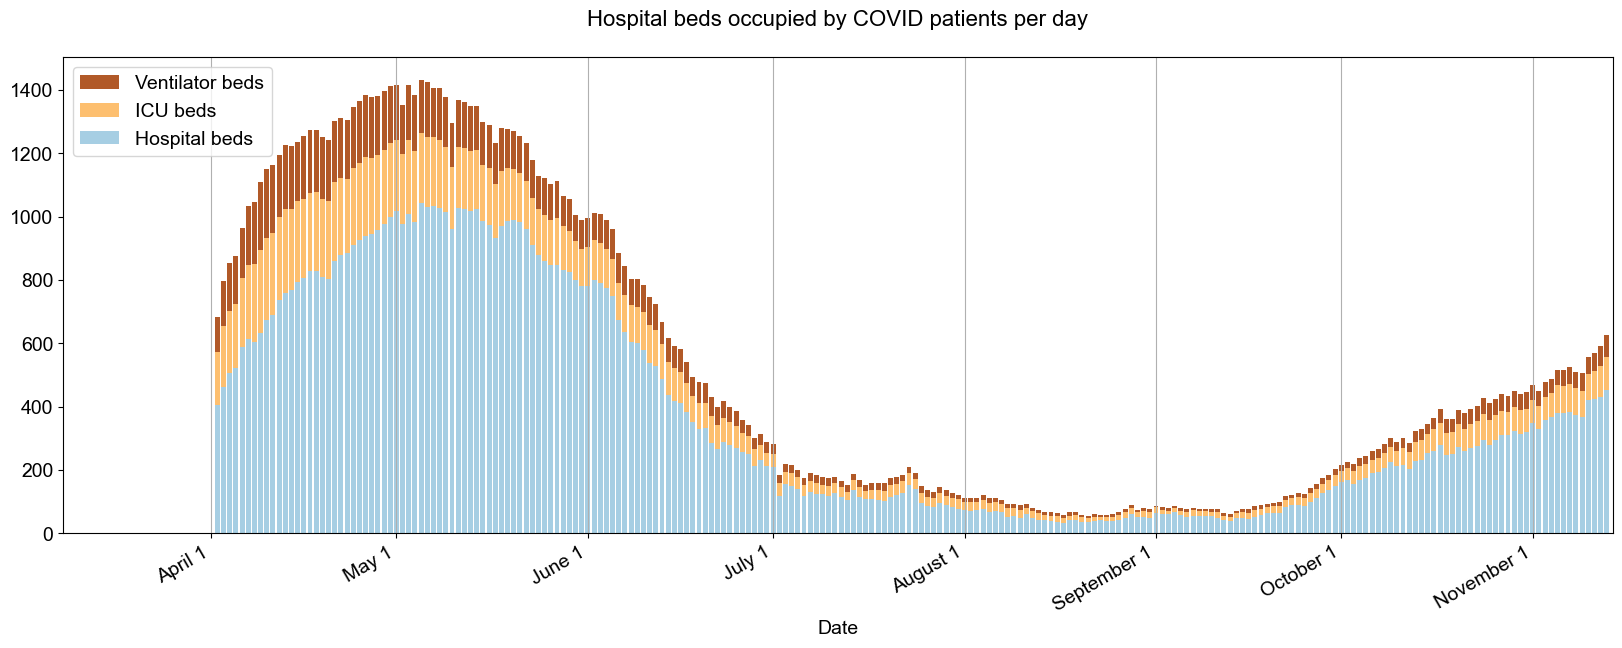 Hospital beds occupied by COVID patients per day
Ventilator beds
ICU beds
Hospital beds
1400
1200
1000
800
600
400
200
0
April 1
May 1
June 1
July 1
August 1
September 1
October 1
November 1
Date